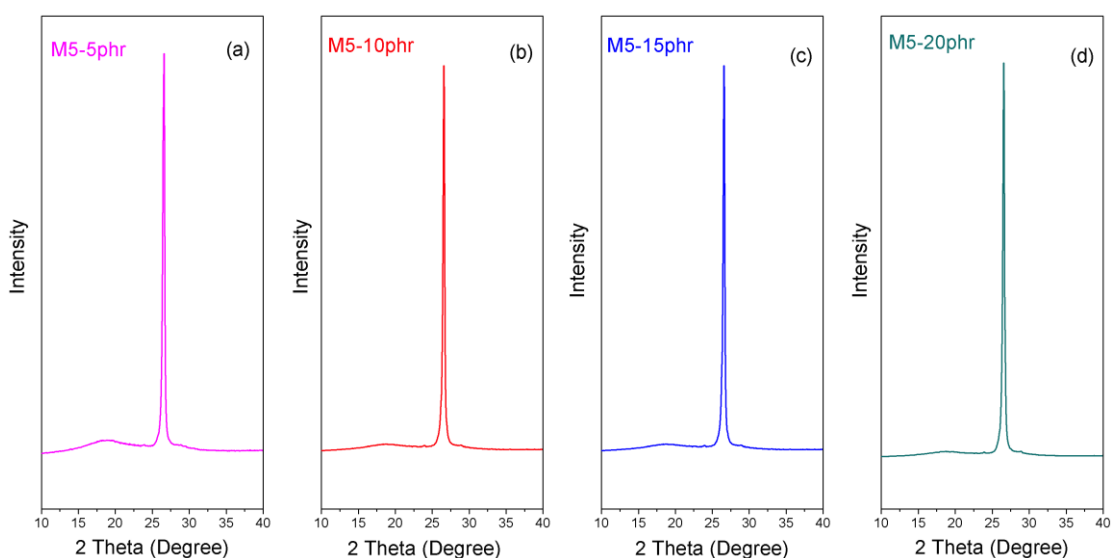 M5-5phr
(a)
Intensity
10 15 20 25 30 35 40
2 Theta (Degree)
M5-10phr
(b)
Intensity
10 15 20 25 30 35 40
2 Theta (Degree)
M5-15phr
(c)
Intensity
10 15 20 25 30 35 40
2 Theta (Degree)
M5-20phr
(d)
Intensity
10 15 20 25 30 35 40
2 Theta (Degree)